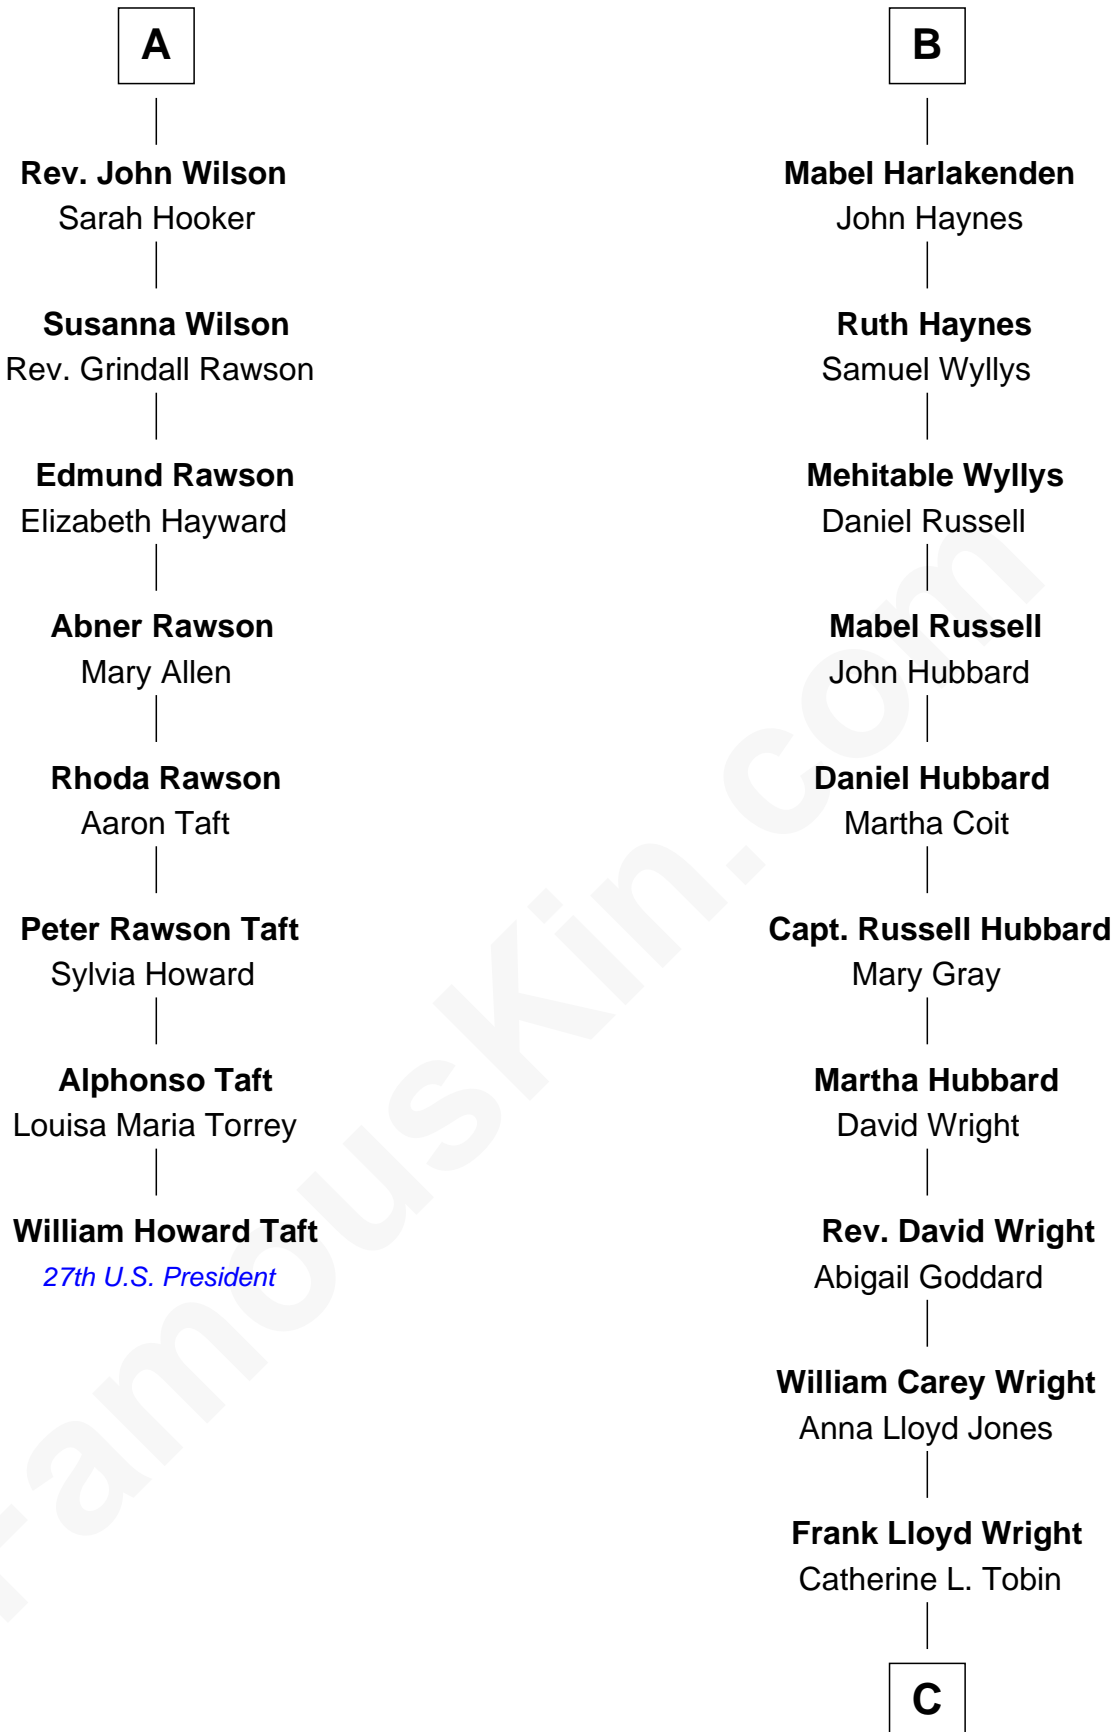 A
Rev. John Wilson
Sarah Hooker
Susanna Wilson
Rev. Grindall Rawson
Edmund Rawson
Elizabeth Hayward
Abner Rawson
Mary Allen
Rhoda Rawson
Aaron Taft
Peter Rawson Taft
Sylvia Howard
Alphonso Taft
Louisa Maria Torrey
William Howard Taft
27th U.S. President
B
Mabel Harlakenden
John Haynes
Ruth Haynes
Samuel Wyllys
Mehitable Wyllys
Daniel Russell
Mabel Russell
John Hubbard
Daniel Hubbard
Martha Coit
Capt. Russell Hubbard
Mary Gray
Martha Hubbard
David Wright
Rev. David Wright
Abigail Goddard
William Carey Wright
Anna Lloyd Jones
Frank Lloyd Wright
Catherine L. Tobin
C
FamousKin.com